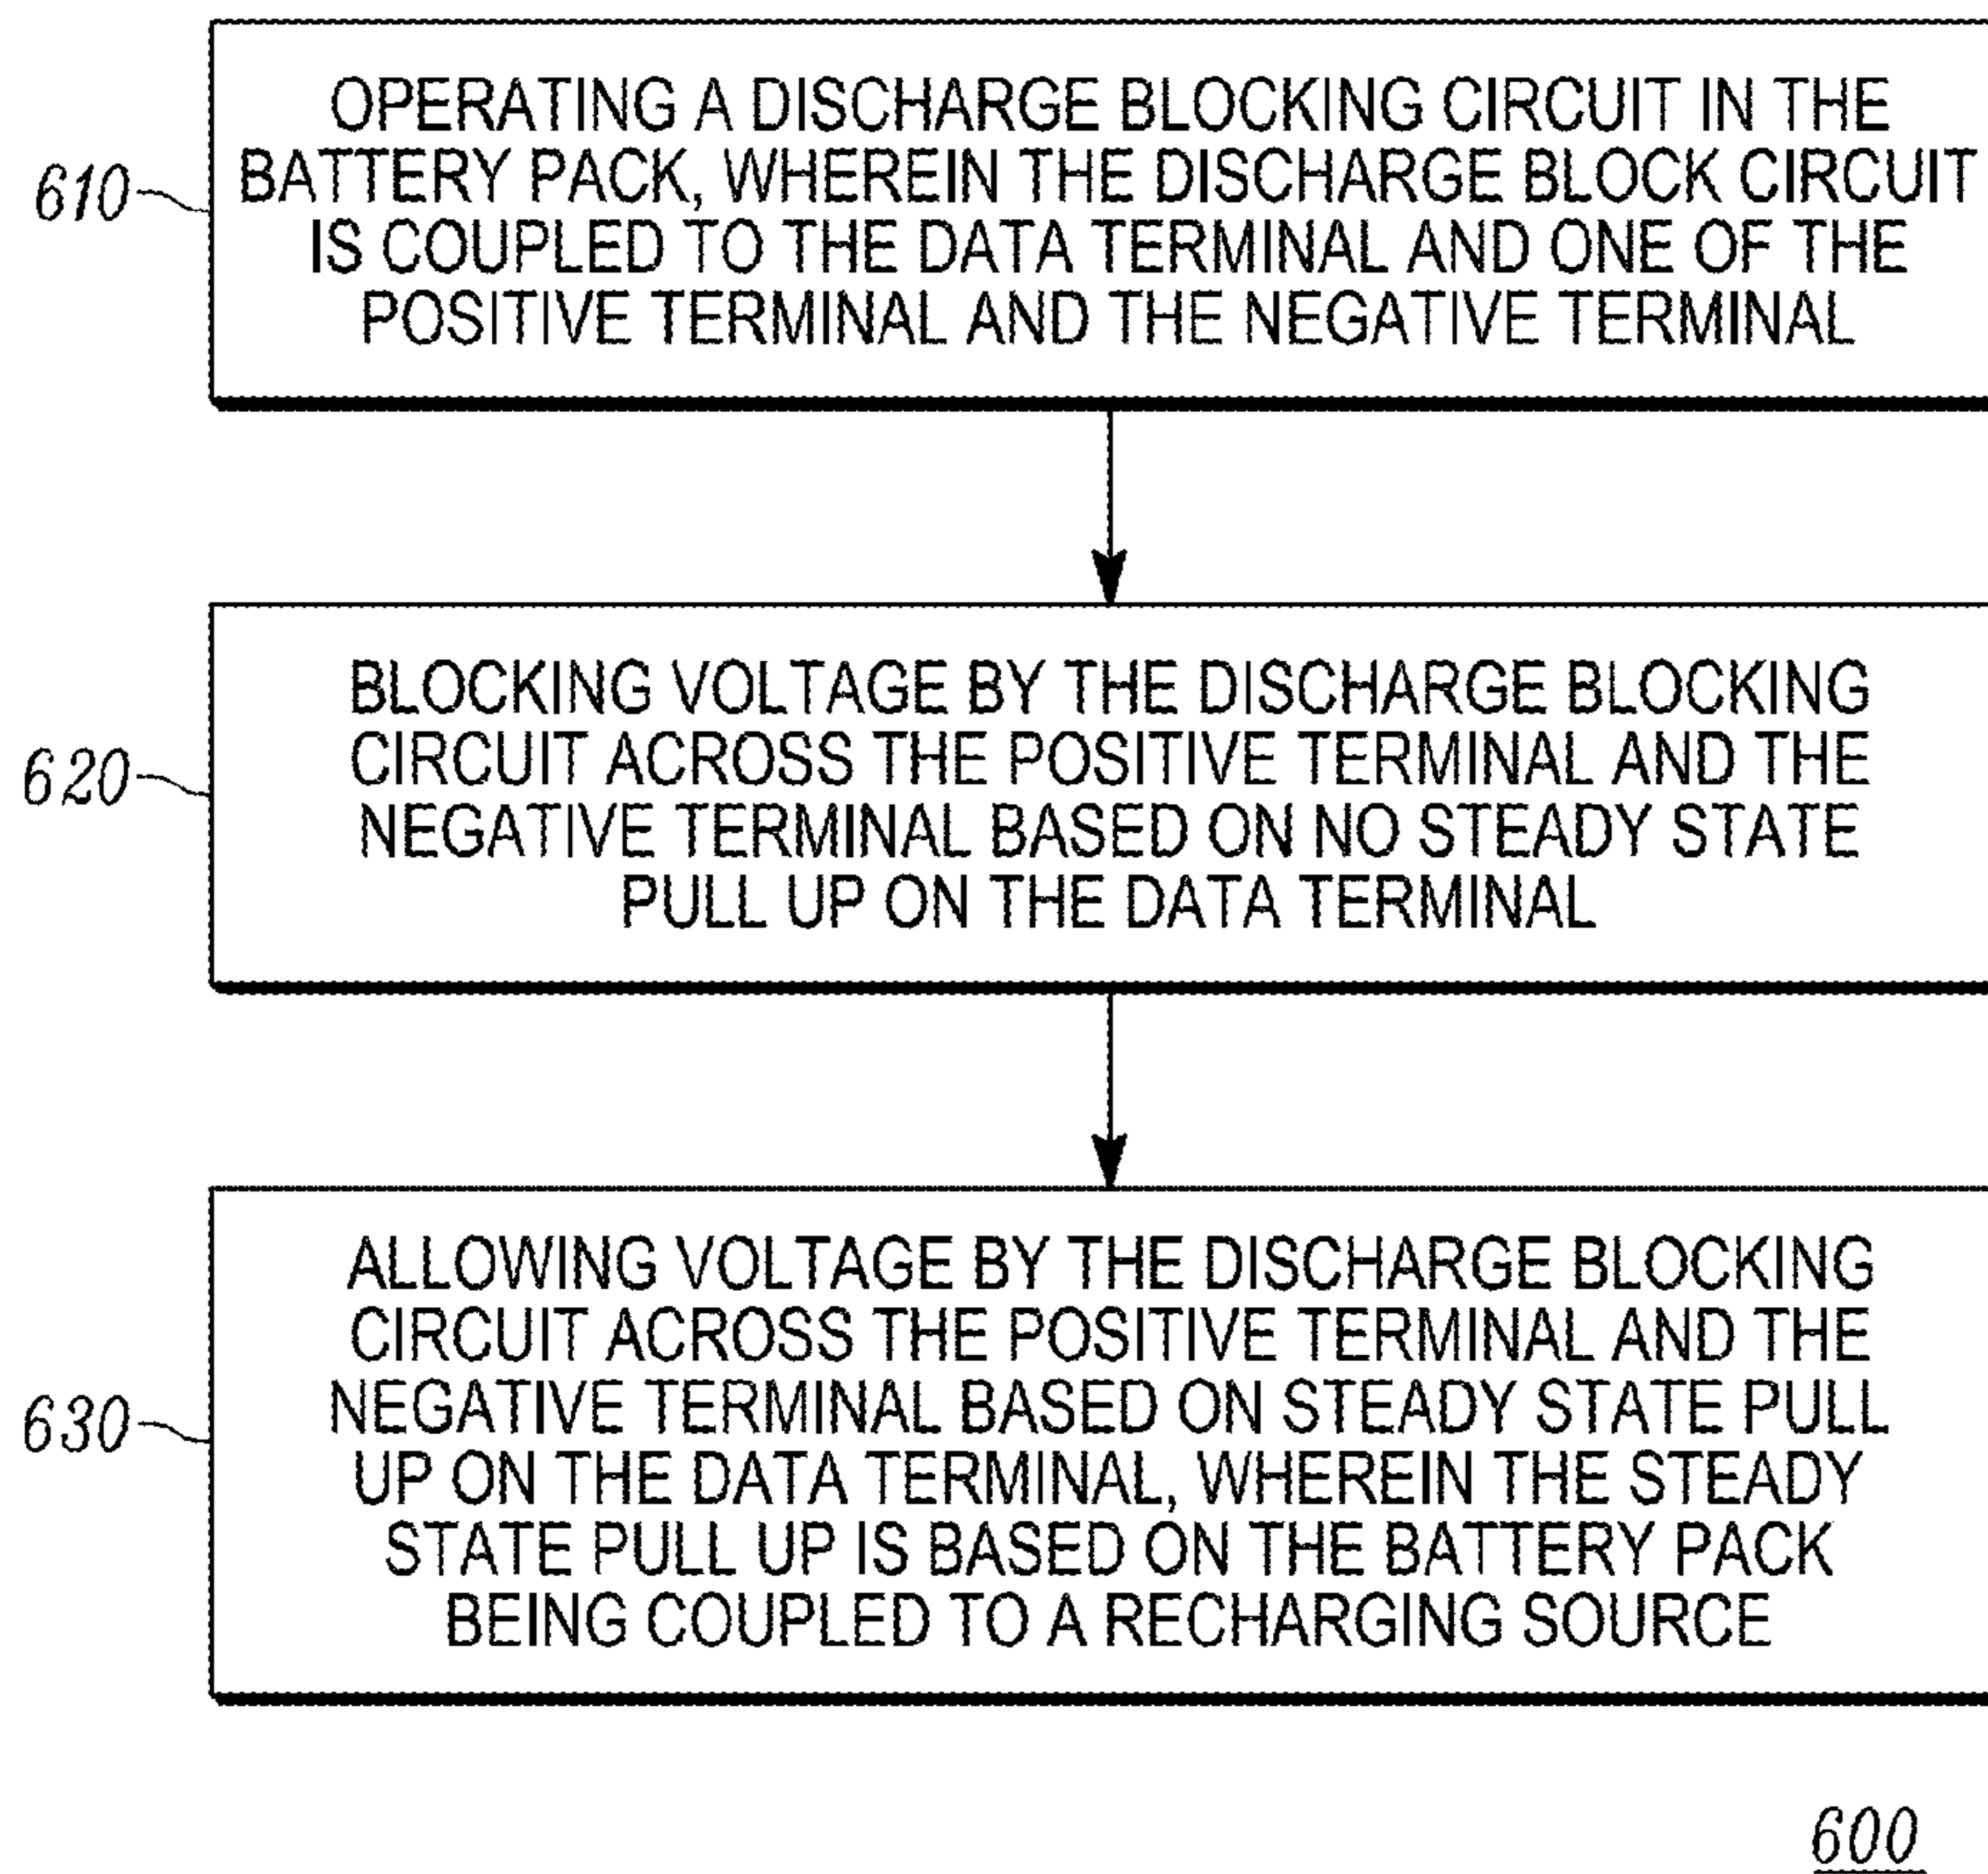 OPERATING A DISCHARGE BLOCKING CIRCUIT IN THE
BATTERY PACK, WHEREIN THE DISCHARGE BLOCK CIRCUIT
IS COUPLED TO THE DATA TERMINAL AND ONE OF THE
POSITIVE TERMINAL AND THE NEGATIVE TERMINAL
610
BLOCKING VOLTAGE BY THE DISCHARGE BLOCKING
CIRCUIT ACROSS THE POSITIVE TERMINAL AND THE
NEGATIVE TERMINAL BASED ON NO STEADY STATE
PULL UP ON THE DATA TERMINAL
620
ALLOWING VOLTAGE BY THE DISCHARGE BLOCKING
CIRCUIT ACROSS THE POSITIVE TERMINAL AND THE
NEGATIVE TERMINAL BASED ON STEADY STATE PULL
UP ON THE DATA TERMINAL, WHEREIN THE STEADY
STATE PULL UP IS BASED ON THE BATTERY PACK
BEING COUPLED TO A RECHARGING SOURCE
630
600